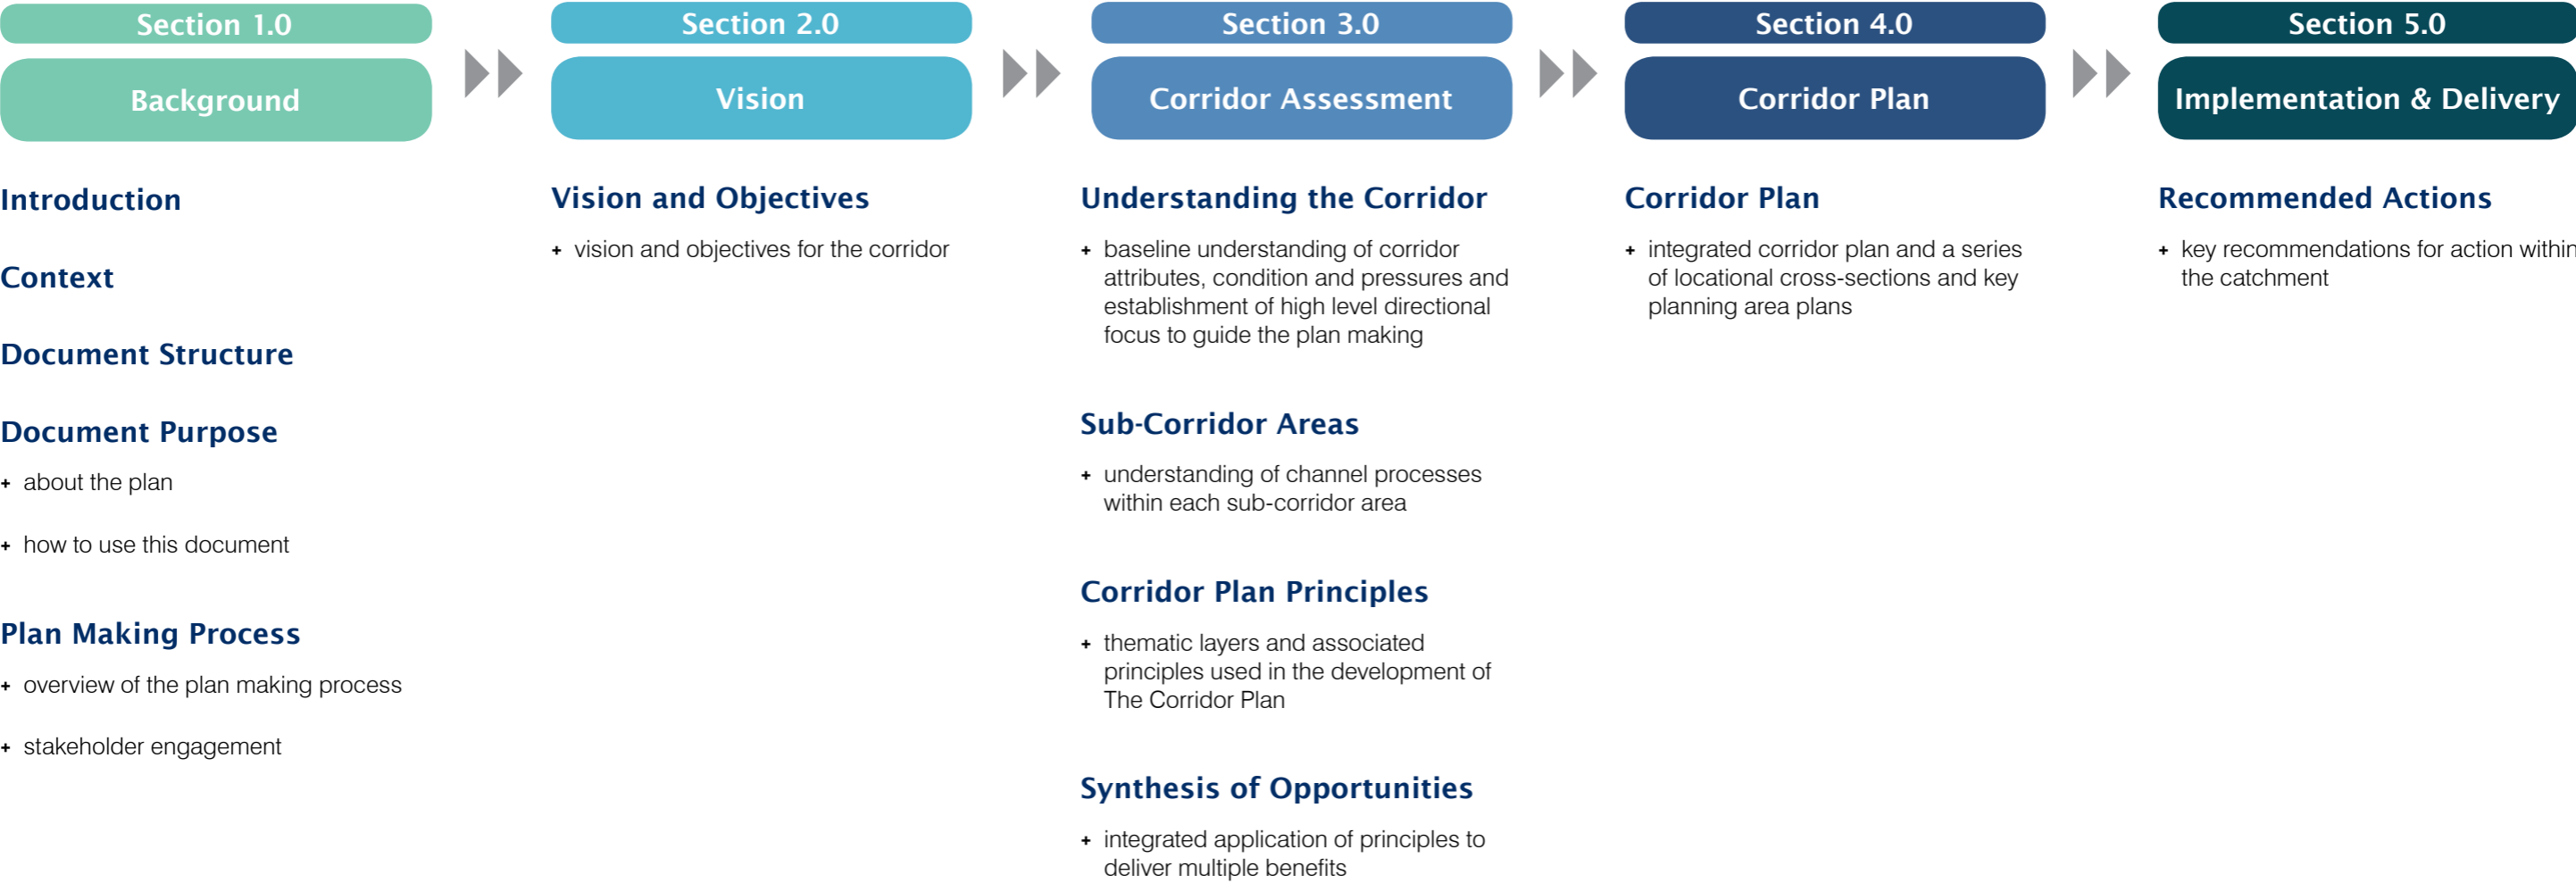 Section 1.0
Background
Introduction
Context
Document Structure
Document Purpose
+ about the plan
+ how to use this document
Plan Making Process
+ overview of the plan making process
+ stakeholder engagement
Section 2.0
Vision
Vision and Objectives
+ vision and objectives for the corridor
Section 3.0
Corridor Assessment
Understanding the Corridor
+ baseline understanding of corridor
attributes, condition and pressures and
establishment of high level directional
focus to guide the plan making
Sub-Corridor Areas
+ understanding of channel processes
within each sub-corridor area
Corridor Plan Principles
+ thematic layers and associated
principles used in the development of
The Corridor Plan
Synthesis of Opportunities
+ integrated application of principles to
deliver multiple benefits
Section 4.0
Corridor Plan
Corridor Plan
+ integrated corridor plan and a series
of locational cross-sections and key
planning area plans
Section 5.0
Implementation & Delivery
Recommended Actions
+ key recommendations for action within
the catchment